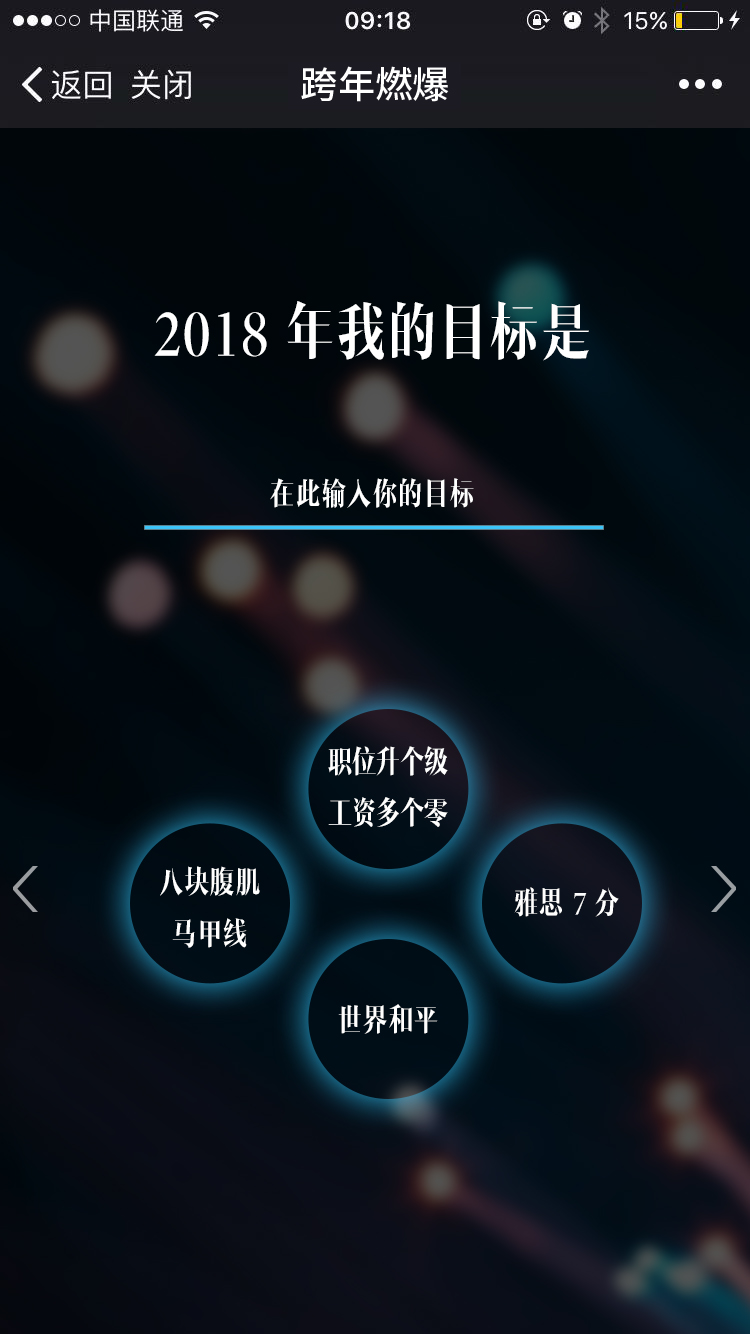 中国联通 09:18 15%
返回 关闭 跨年燃爆
2018 年我的目标是
在此输入你的目标
职位升个级
工资多个零
八块腹肌
马甲线
雅思 7 分
世界和平